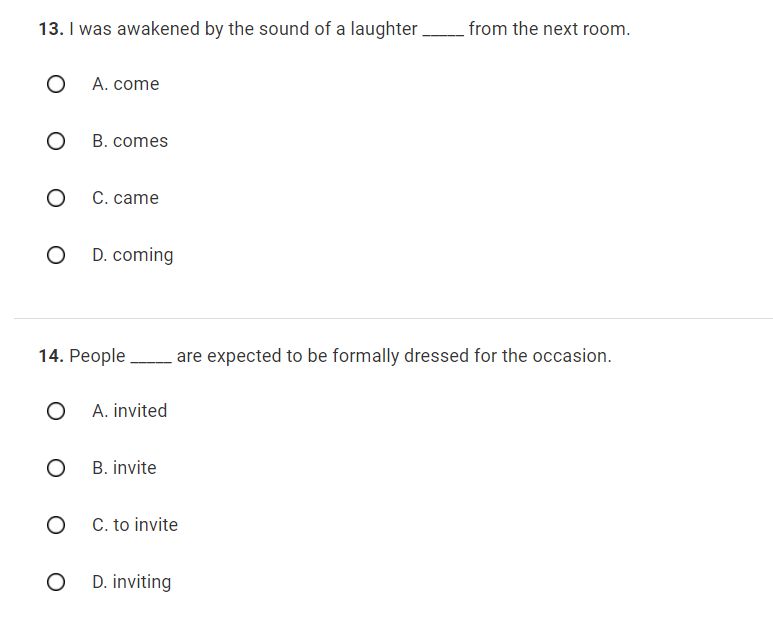 13. I was awakened by the sound of a laughter _____ from the next room.
A. come
B. comes
C. came
D. coming
14. People _____ are expected to be formally dressed for the occasion.
A. invited
B. invite
C. to invite
D. inviting